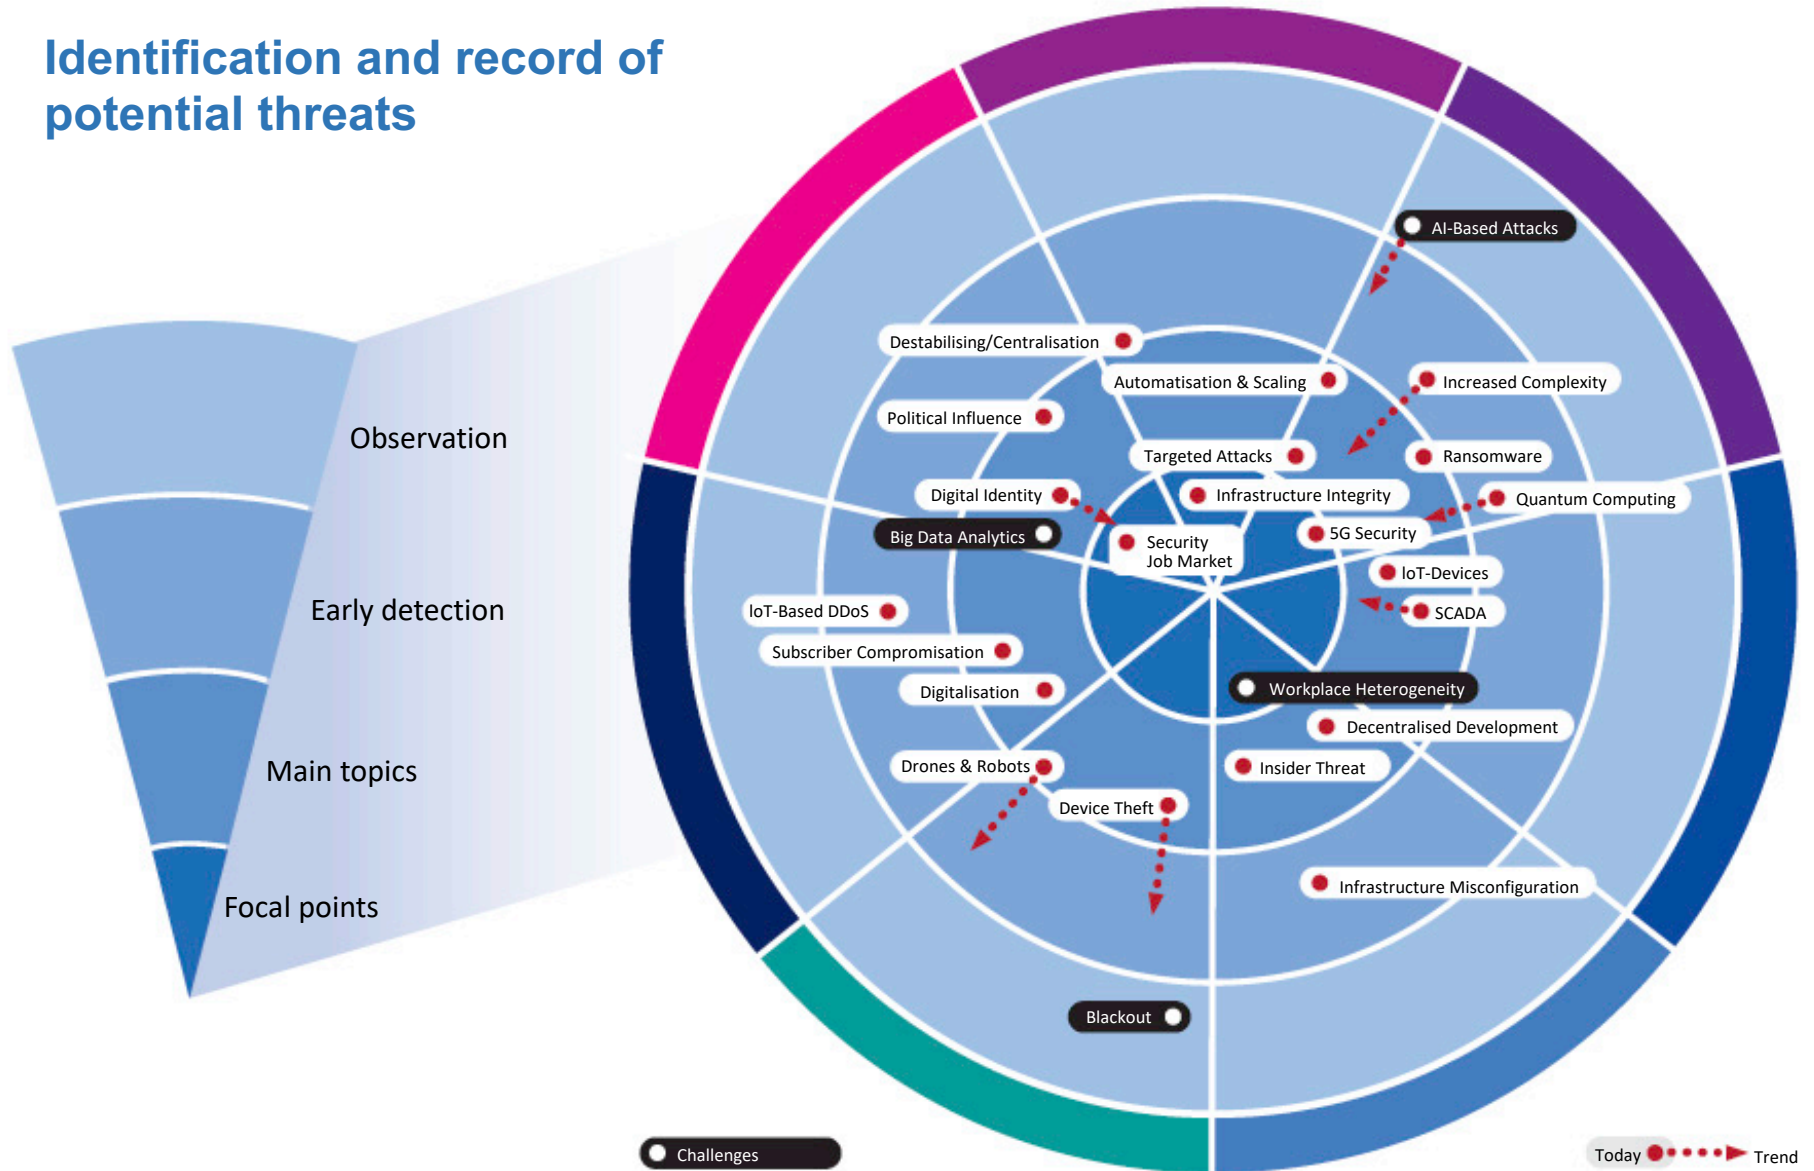 Identification and record of
potential threats
Observation
Early detection
Main topics
Focal points
AI-Based Attacks
Destabilising/Centralisation
Automatisation & Scaling
Increased Complexity
Political Influence
Targeted Attacks
Ransomware
Digital Identity
Infrastructure Integrity
Quantum Computing
Big Data Analytics
Security
Job Market
5G Security
IoT-Devices
IoT-Based DDoS
SCADA
Subscriber Compromisation
Digitalisation
Workplace Heterogeneity
Decentralised Development
Drones & Robots
Insider Threat
Device Theft
Infrastructure Misconfiguration
Blackout
Challenges
Today
Trend